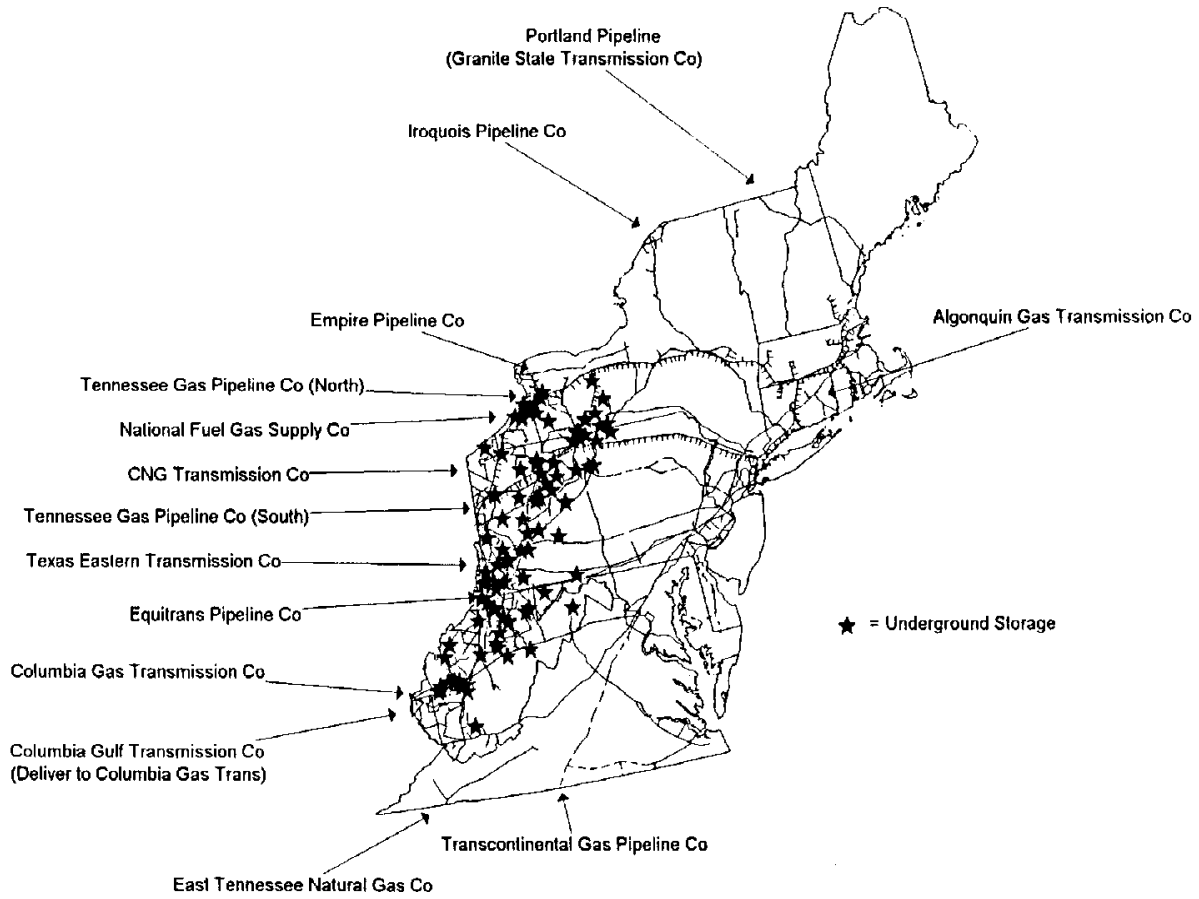 Portland Pipeline
(Granite Stale Transmission Co)
Iroquois Pipeline Co
Empire Pipeline Co
Algonquin Gas Transmission Co
Tennessee Gas Pipeline Co (North)
National Fuel Gas Supply Co
CNG Transmission Co
Tennessee Gas Pipeline Co (South)
Texas Eastern Transmission Co
Equitrans Pipeline Co
★ = Underground Storage
Columbia Gas Transmission Co
Columbia Gulf Transmission Co
(Deliver to Columbia Gas Trans)
Transcontinental Gas Pipeline Co
East Tennessee Natural Gas Co